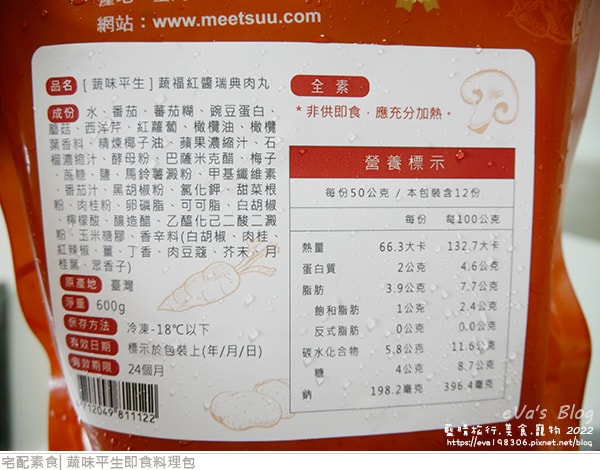 網站：www.meetsuu.com
品名 [ 蔬味平生 ] 蔬福紅醬瑞典肉丸
成份 水、番茄、蕃茄糊、豌豆蛋白、
蘑菇、西洋芹、紅蘿蔔、橄欖油、橄欖
葉香料、精煉椰子油、蘋果濃縮汁、石
榴濃縮汁、酵母粉、巴薩米克醋、梅子
、蔗糖、鹽、馬鈴薯澱粉、甲基纖維素
、番茄汁、黑胡椒粉、氯化鉀、甜菜根
粉、肉桂粉、卵磷脂、可可脂、白胡椒
、檸檬酸、釀造醋、乙醯化己二酸二澱
粉、玉米糖膠、香辛料(白胡椒、肉桂、
紅辣椒、薑、丁香、肉豆蔻、芥末、月
桂葉、眾香子)
原產地 臺灣
淨重 600g
保存方法 冷凍-18℃以下
有效日期 標示於包裝上(年/月/日)
有效期限 24個月
712049 811122
全素
*非供即食，應充分加熱。
營養標示
每份50公克 / 本包裝含12份
每份 每100公克
熱量 66.3大卡 132.7大卡
蛋白質 2公克 4.6公克
脂肪 3.9公克 7.7公克
飽和脂肪 1公克 2.4公克
反式脂肪 0公克 0.0公克
碳水化合物 5.8公克 11.6公克
糖 4公克 8.7公克
鈉 198.2毫克 396.4毫克
eVa's Blog
藍晴旅行.美食.寵物 2022
https://eva198306.pixnet.net/blog
宅配素食| 蔬味平生即食料理包